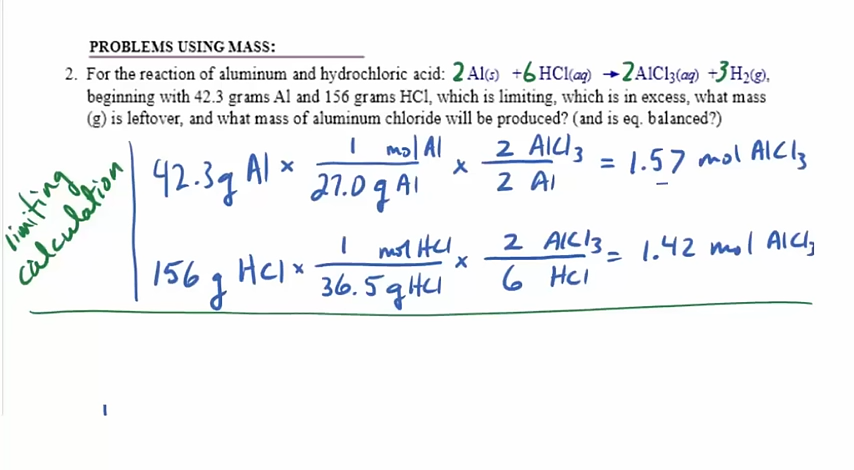 PROBLEMS USING MASS:
2. For the reaction of aluminum and hydrochloric acid: 2 Al(s) + 6 HCl(aq) → 2 AlCl₃(aq) + 3 H₂(g),
beginning with 42.3 grams Al and 156 grams HCl, which is limiting, which is in excess, what mass
(g) is leftover, and what mass of aluminum chloride will be produced? (and is eq. balanced?)
limiting
calculation
42.3 g Al × 1 mol Al / 27.0 g Al × 2 AlCl₃ / 2 Al = 1.57 mol AlCl₃
156 g HCl × 1 mol HCl / 36.5 g HCl × 2 AlCl₃ / 6 HCl = 1.42 mol AlCl₃